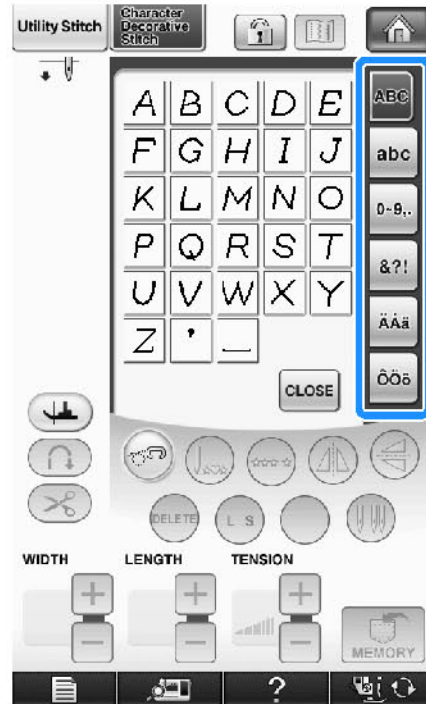 Utility Stitch
Character
Decorative
Stitch
A B C D E
F G H I J
K L M N O
P Q R S T
U V W X Y
Z ' _
ABC
abc
0~9,.
&?!
ÄÅä
ÔÖö
CLOSE
DELETE
L S
WIDTH
LENGTH
TENSION
MEMORY
?